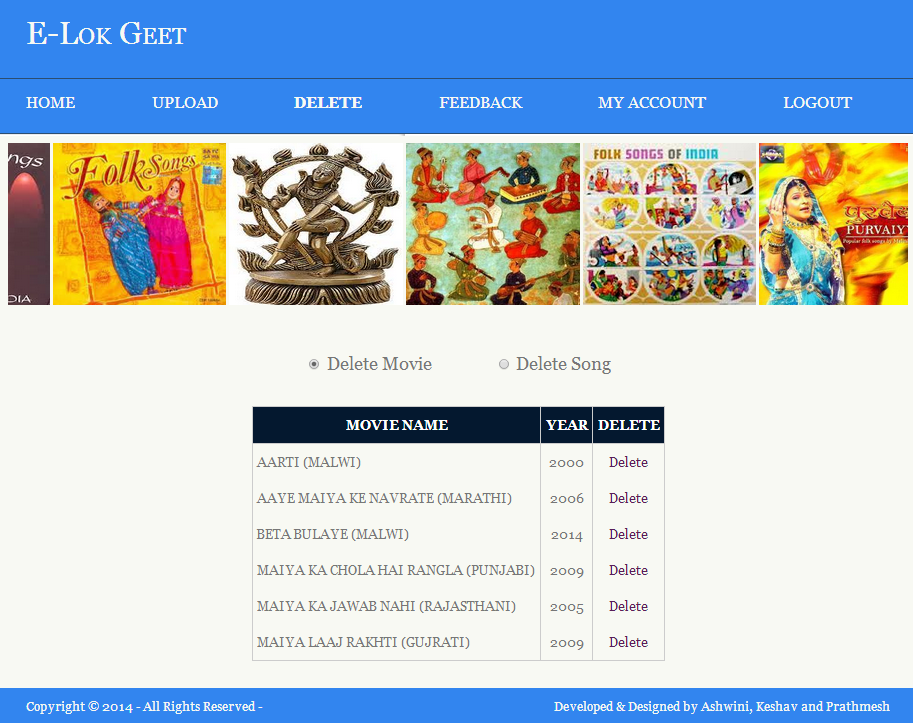 E-Lok Geet
HOME UPLOAD DELETE FEEDBACK MY ACCOUNT LOGOUT
ngs
DIA
Folk Songs
FOLK SONGS OF INDIA
PURVAIY
Popular folk songs by
Delete Movie Delete Song
MOVIE NAME YEAR DELETE
AARTI (MALWI) 2000 Delete
AAYE MAIYA KE NAVRATE (MARATHI) 2006 Delete
BETA BULAYE (MALWI) 2014 Delete
MAIYA KA CHOLA HAI RANGLA (PUNJABI) 2009 Delete
MAIYA KA JAWAB NAHI (RAJASTHANI) 2005 Delete
MAIYA LAAJ RAKHTI (GUJRATI) 2009 Delete
Copyright © 2014 - All Rights Reserved - Developed & Designed by Ashwini, Keshav and Prathmesh